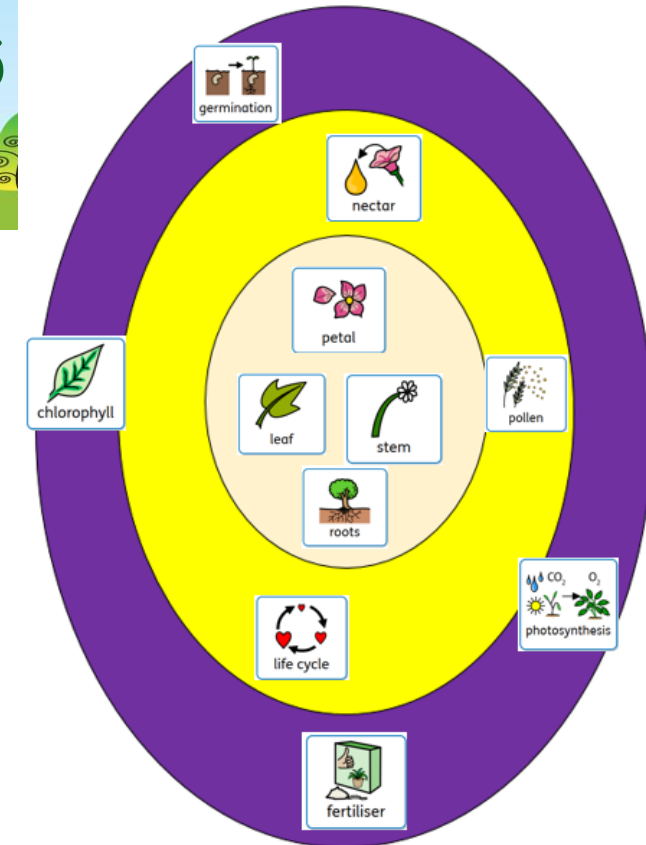 germination
nectar
petal
chlorophyll
leaf
stem
pollen
roots
CO₂ O₂
photosynthesis
life cycle
fertiliser